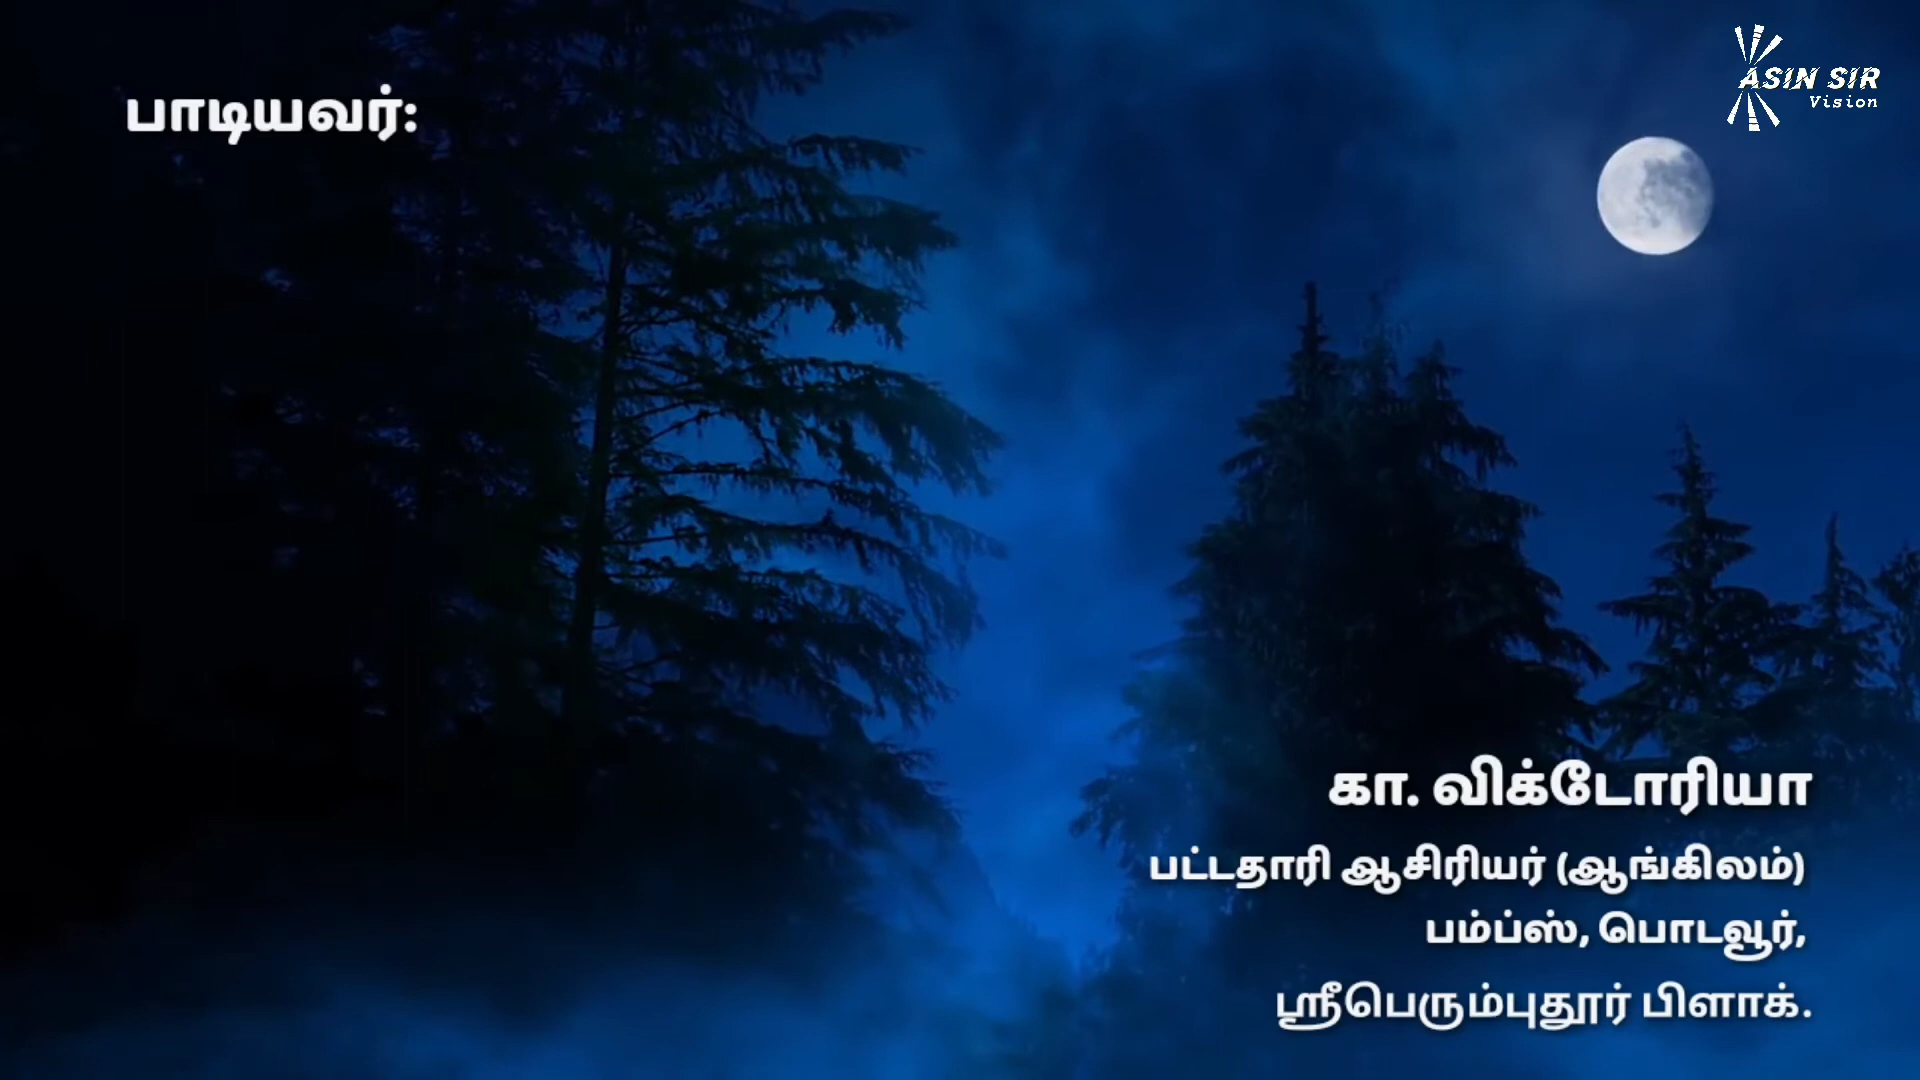 ASIN SIR
Vision
பாடியவர்:
கா. விக்டோரியா
பட்டதாரி ஆசிரியர் (ஆங்கிலம்)
பம்ப்ஸ், பொடவூர்,
ஸ்ரீபெரும்புதூர் பிளாக்.